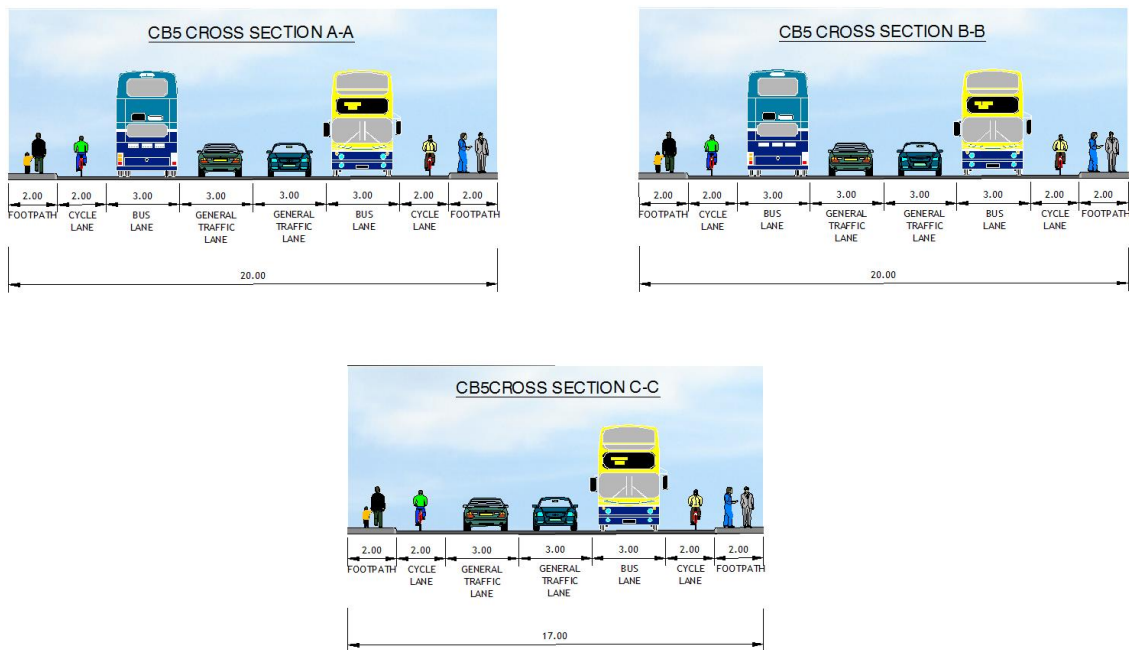 CB5 CROSS SECTION A-A
2.00 2.00 3.00 3.00 3.00 3.00 2.00 2.00
FOOTPATH CYCLE LANE BUS LANE GENERAL TRAFFIC LANE GENERAL TRAFFIC LANE BUS LANE CYCLE LANE FOOTPATH
20.00
CB5 CROSS SECTION B-B
2.00 2.00 3.00 3.00 3.00 3.00 2.00 2.00
FOOTPATH CYCLE LANE BUS LANE GENERAL TRAFFIC LANE GENERAL TRAFFIC LANE BUS LANE CYCLE LANE FOOTPATH
20.00
CB5CROSS SECTION C-C
2.00 2.00 3.00 3.00 3.00 2.00 2.00
FOOTPATH CYCLE LANE GENERAL TRAFFIC LANE GENERAL TRAFFIC LANE BUS LANE CYCLE LANE FOOTPATH
17.00